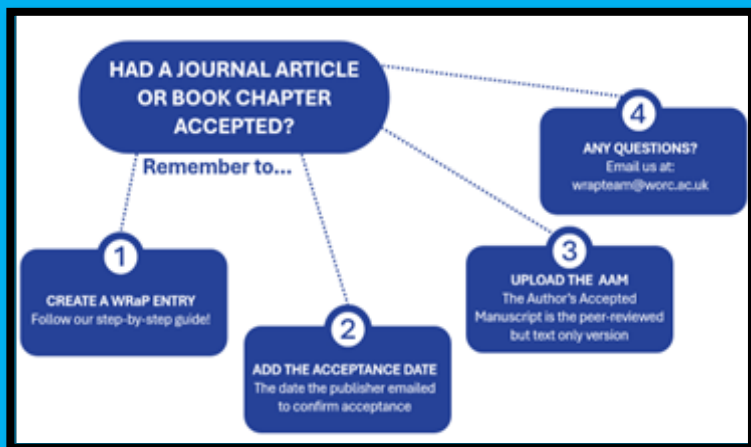 HAD A JOURNAL ARTICLE
OR BOOK CHAPTER
ACCEPTED?
Remember to...
1
CREATE A WRaP ENTRY
Follow our step-by-step guide!
2
ADD THE ACCEPTANCE DATE
The date the publisher emailed
to confirm acceptance
3
UPLOAD THE AAM
The Author's Accepted
Manuscript is the peer-reviewed
but text only version
4
ANY QUESTIONS?
Email us at:
wrapteam@worc.ac.uk